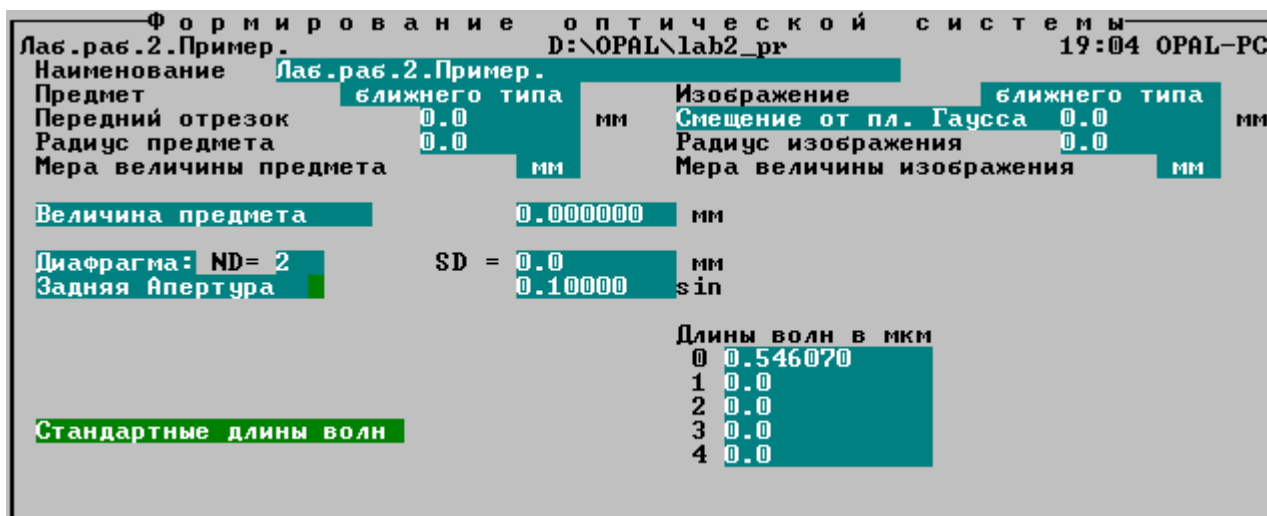 Формирование оптической системы
Лаб.раб.2.Пример. D:\OPAL\lab2_pr 19:04 OPAL-PC
Наименование Лаб.раб.2.Пример.
Предмет ближнего типа Изображение ближнего типа
Передний отрезок 0.0 мм Смещение от пл. Гаусса 0.0 мм
Радиус предмета 0.0 Радиус изображения 0.0
Мера величины предмета мм Мера величины изображения мм
Величина предмета 0.000000 мм
Диафрагма: ND= 2 SD = 0.0 мм
Задняя Апертура 0.10000 sin
Длины волн в мкм
0 0.546070
1 0.0
2 0.0
Стандартные длины волн 3 0.0
4 0.0